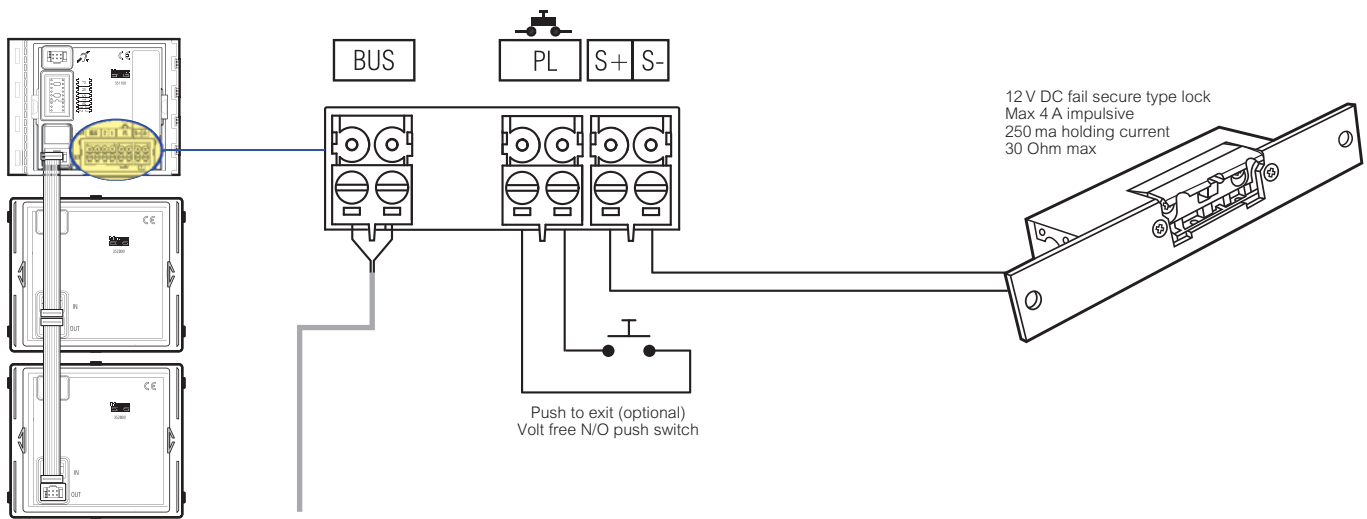 BUS
PL
S+
S-
12 V DC fail secure type lock
Max 4 A impulsive
250 ma holding current
30 Ohm max
CE
CE
IN
OUT
CE
IN
OUT
Push to exit (optional)
Volt free N/O push switch